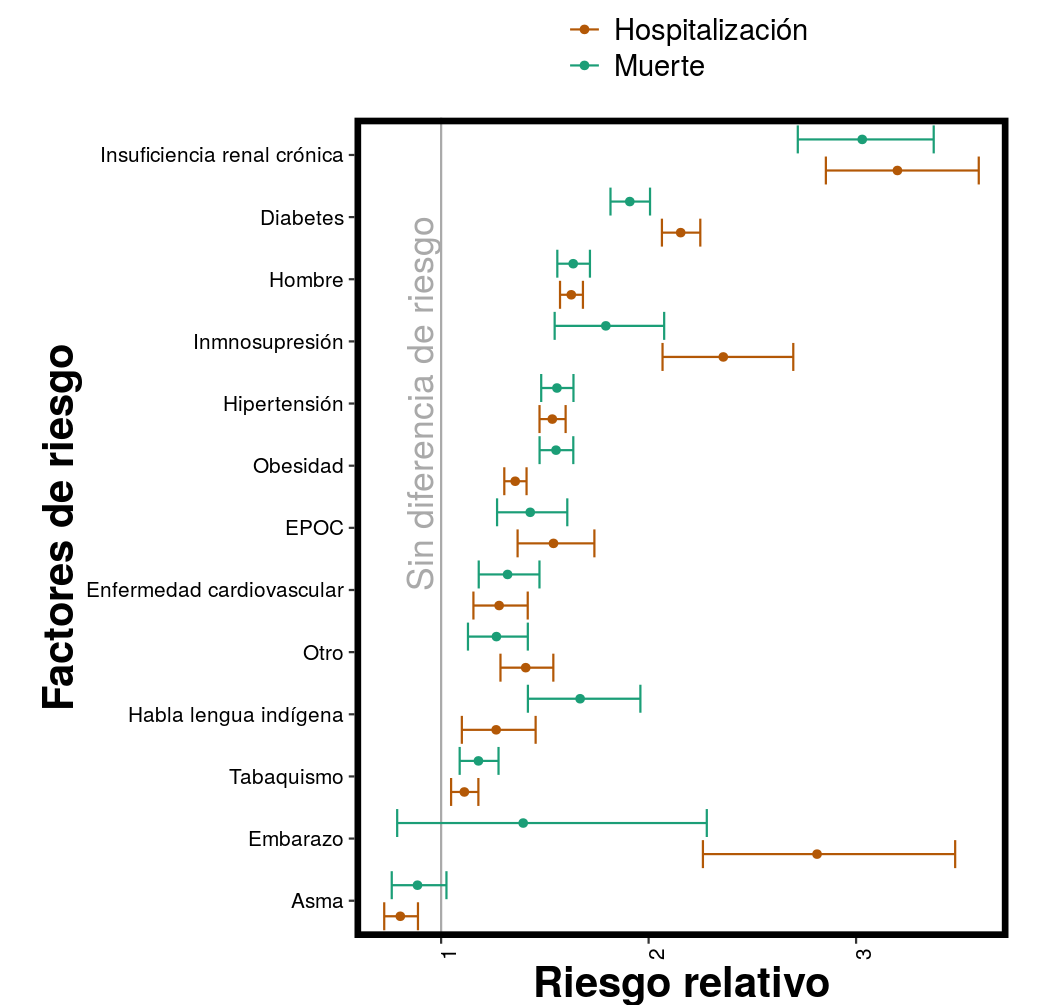 Hospitalización
Muerte
Factores de riesgo
Insuficiencia renal crónica
Diabetes
Hombre
Inmnosupresión
Hipertensión
Obesidad
EPOC
Enfermedad cardiovascular
Otro
Habla lengua indígena
Tabaquismo
Embarazo
Asma
Sin diferencia de riesgo
1
2
3
Riesgo relativo